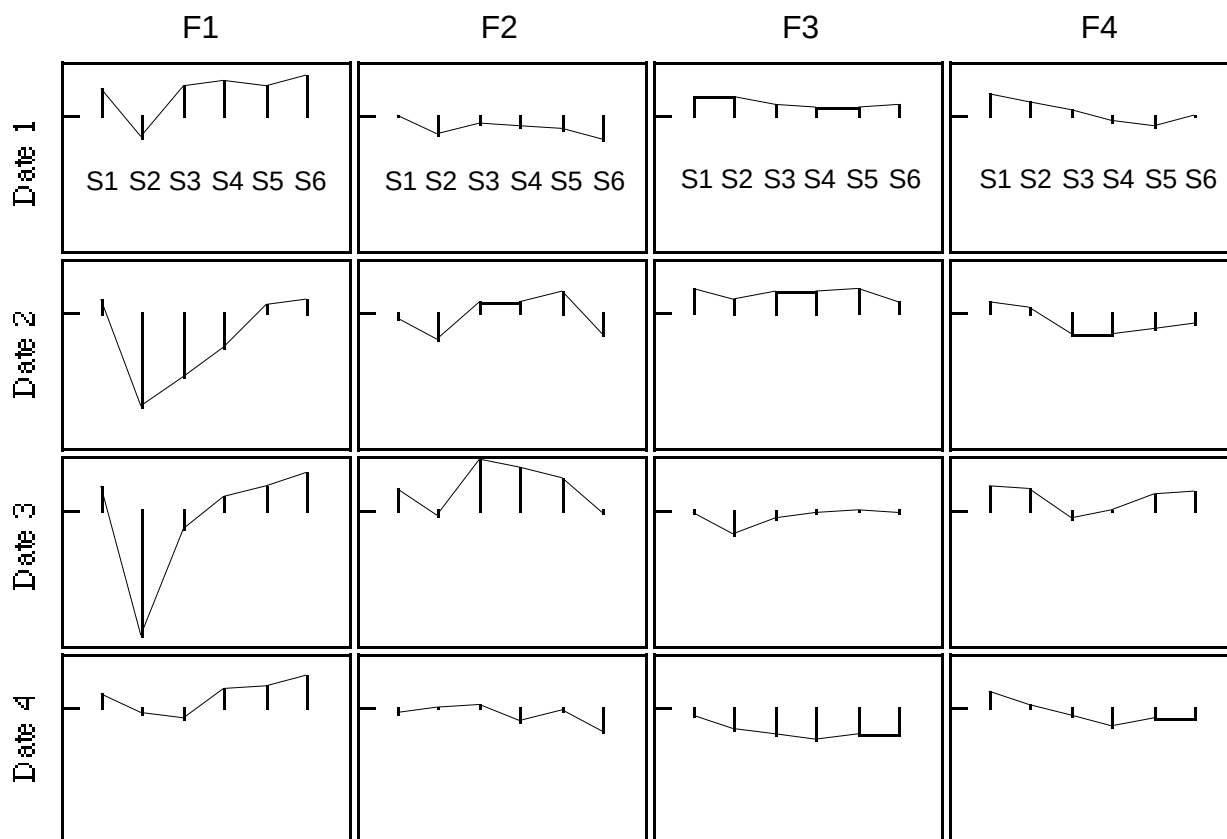 F1 F2 F3 F4
Date 1
S1 S2 S3 S4 S5 S6 S1 S2 S3 S4 S5 S6 S1 S2 S3 S4 S5 S6 S1 S2 S3 S4 S5 S6
Date 2
Date 3
Date 4